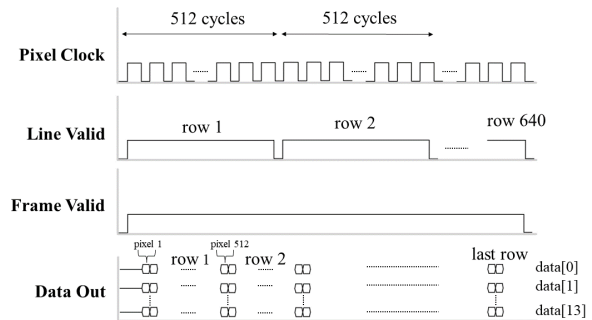 512 cycles 512 cycles
Pixel Clock
row 1 row 2 row 640
Line Valid
Frame Valid
pixel 1 pixel 512
row 1 row 2 last row
data[0]
data[1]
Data Out
data[13]